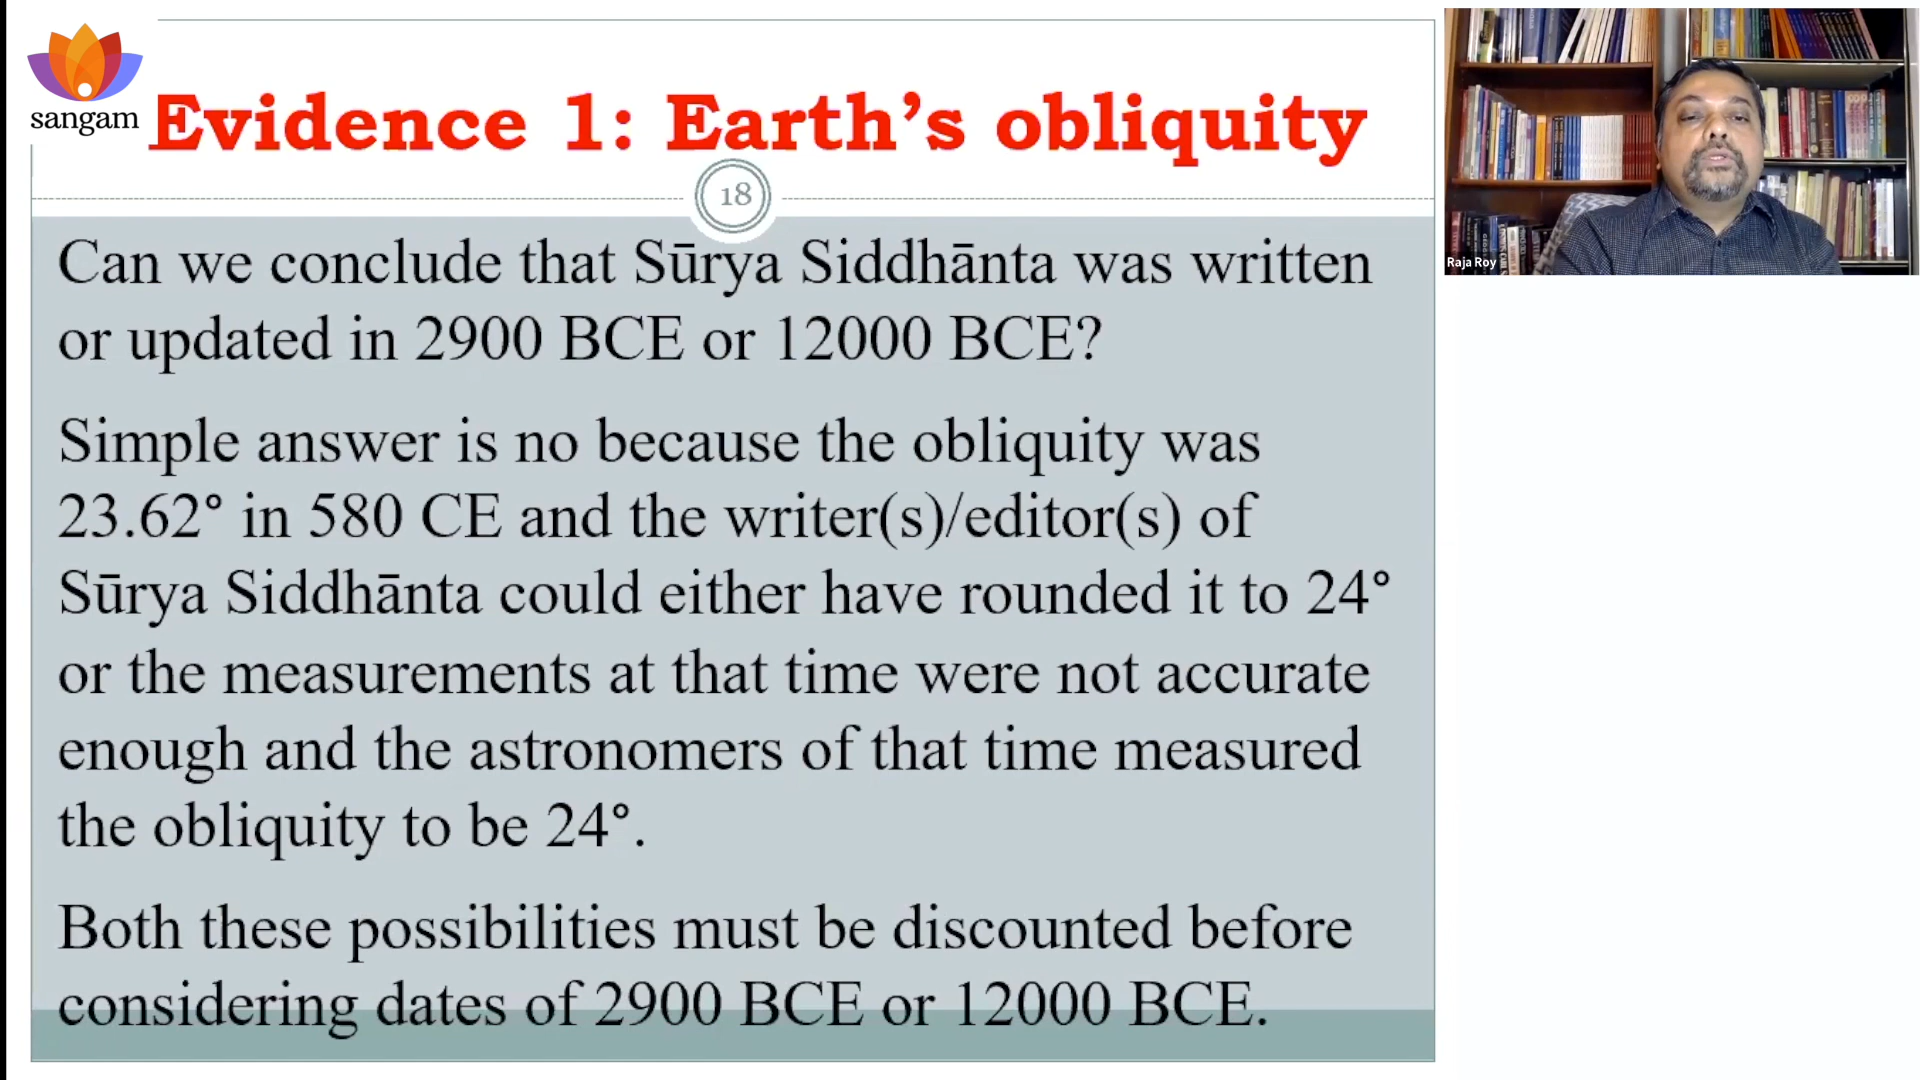 sangam
Evidence 1: Earth’s obliquity
18
Can we conclude that Sūrya Siddhānta was written
or updated in 2900 BCE or 12000 BCE?
Simple answer is no because the obliquity was
23.62° in 580 CE and the writer(s)/editor(s) of
Sūrya Siddhānta could either have rounded it to 24°
or the measurements at that time were not accurate
enough and the astronomers of that time measured
the obliquity to be 24°.
Both these possibilities must be discounted before
considering dates of 2900 BCE or 12000 BCE.
Raja Roy